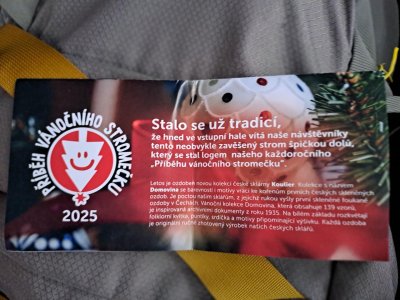 PŘÍBĚH VÁNOČNÍHO STROMEČKU
2025
Stalo se už tradicí,
že hned ve vstupní hale vítá naše návštěvníky
tento neobvykle zavěšený strom špičkou dolů,
který se stal logem našeho každoročního
„Příběhu vánočního stromečku“.
Letos je ozdoben novou kolekcí české sklárny Koulier. Kolekce s názvem
Domovina se barevností i motivy vrací ke kořenům prvních českých skleněných
ozdob. Je poctou našim sklářům, z jejichž rukou vyšly první skleněné foukané
ozdoby v Čechách. Vánoční kolekce Domovina, která obsahuje 139 vzorů,
je inspirovaná archivními dokumenty z roku 1935. Na bílém základu rozkvétají
folklorní kvítka, puntíky, srdíčka a motivy připomínající výšivku. Každá ozdoba
je originální ručně zhotovený výrobek našich českých sklářů.